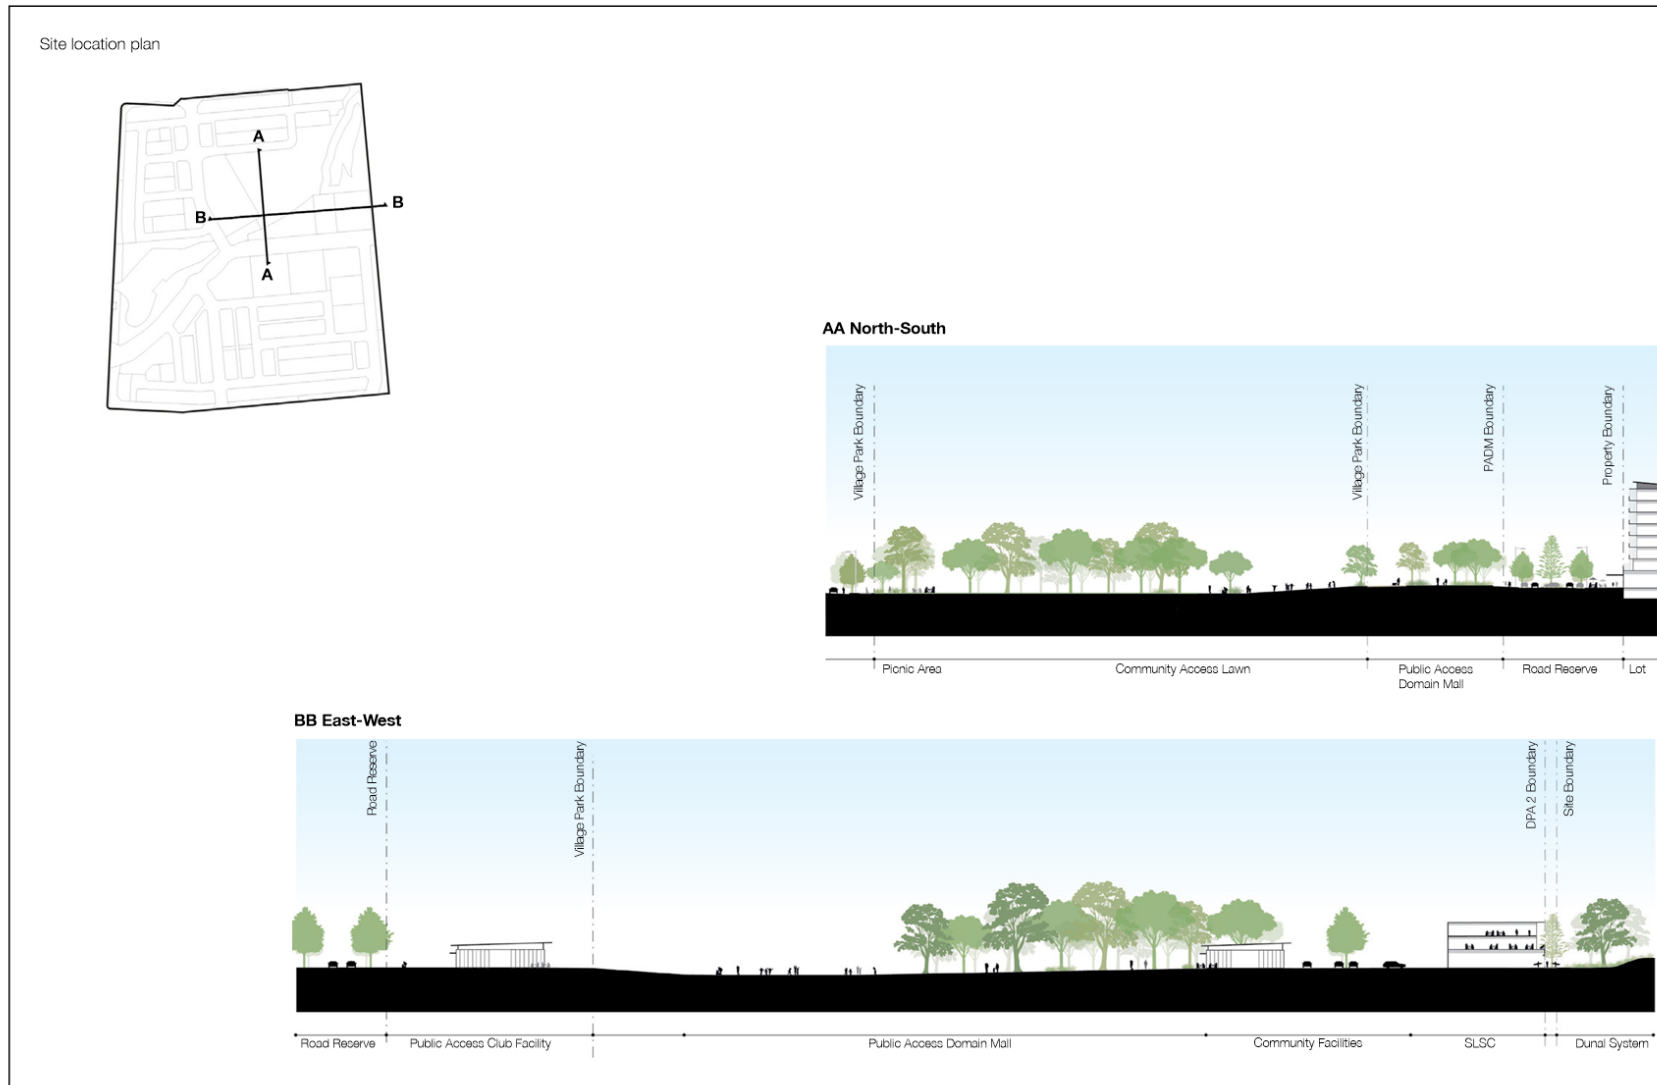 Site location plan
A
B
B
A
AA North-South
Village Park Boundary
Village Park Boundary
PADM Boundary
Property Boundary
Picnic Area
Community Access Lawn
Public Access
Domain Mall
Road Reserve
Lot
BB East-West
Road Reserve
Village Park Boundary
DPA 2 Boundary
Site Boundary
Road Reserve
Public Access Club Facility
Public Access Domain Mall
Community Facilities
SLSC
Dunal System